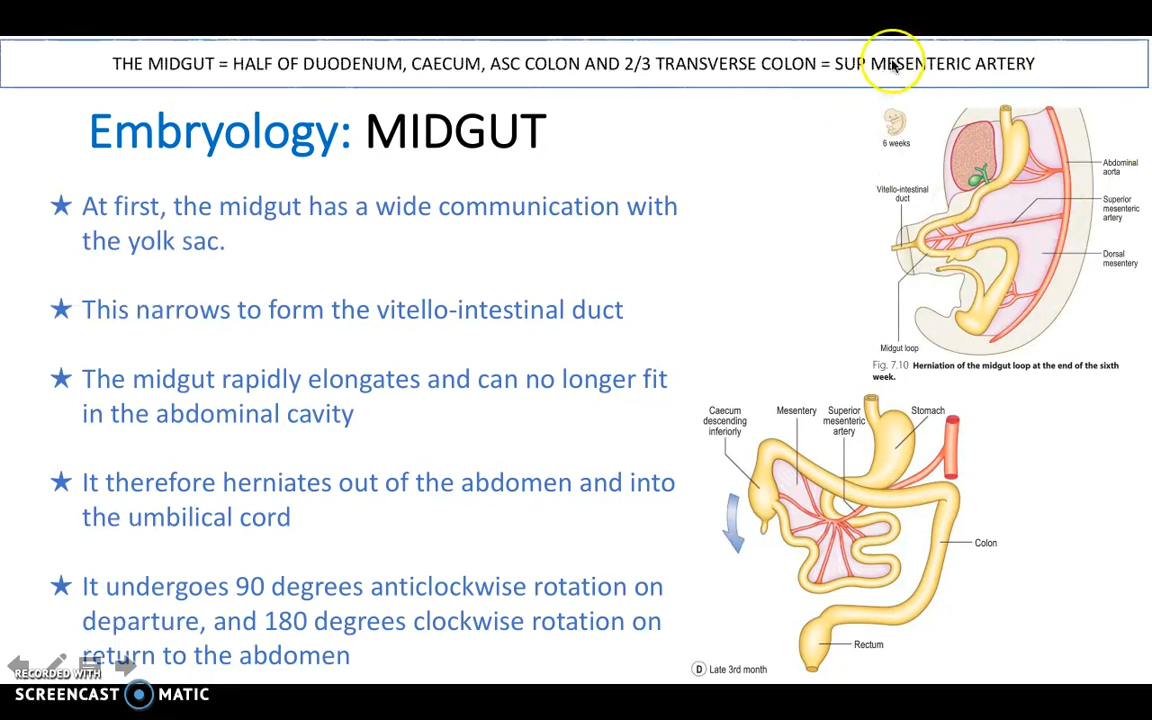 THE MIDGUT = HALF OF DUODENUM, CAECUM, ASC COLON AND 2/3 TRANSVERSE COLON = SUP MESENTERIC ARTERY
Embryology: MIDGUT
★ At first, the midgut has a wide communication with
the yolk sac.
★ This narrows to form the vitello-intestinal duct
★ The midgut rapidly elongates and can no longer fit
in the abdominal cavity
★ It therefore herniates out of the abdomen and into
the umbilical cord
★ It undergoes 90 degrees anticlockwise rotation on
departure, and 180 degrees clockwise rotation on
return to the abdomen
6 weeks
Vitello-intestinal
duct
Abdominal
aorta
Superior
mesenteric
artery
Dorsal
mesentery
Midgut loop
Fig. 7.10 Herniation of the midgut loop at the end of the sixth
week.
Caecum
descending
inferiorly
Mesentery
Superior
mesenteric
artery
Stomach
Colon
Rectum
D Late 3rd month
RECORDED WITH
SCREENCAST MATIC